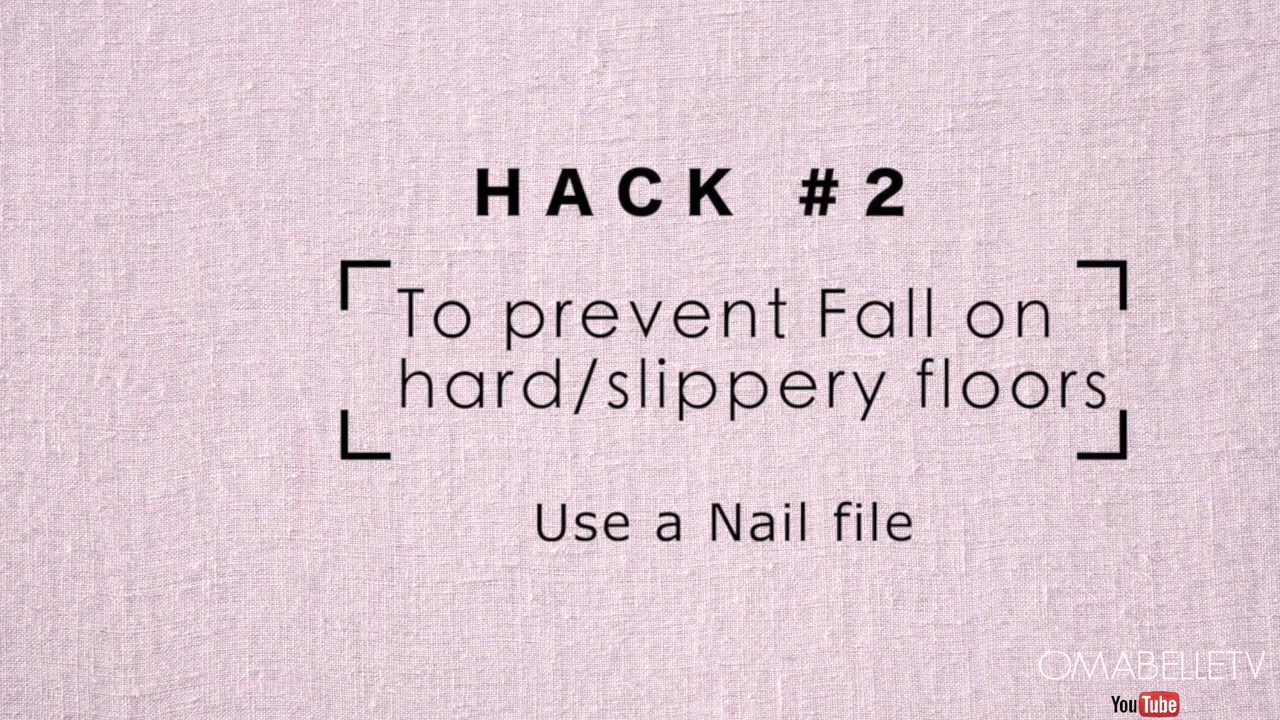 HACK #2
To prevent Fall on
hard/slippery floors
Use a Nail file
OMABELLETV
YouTube